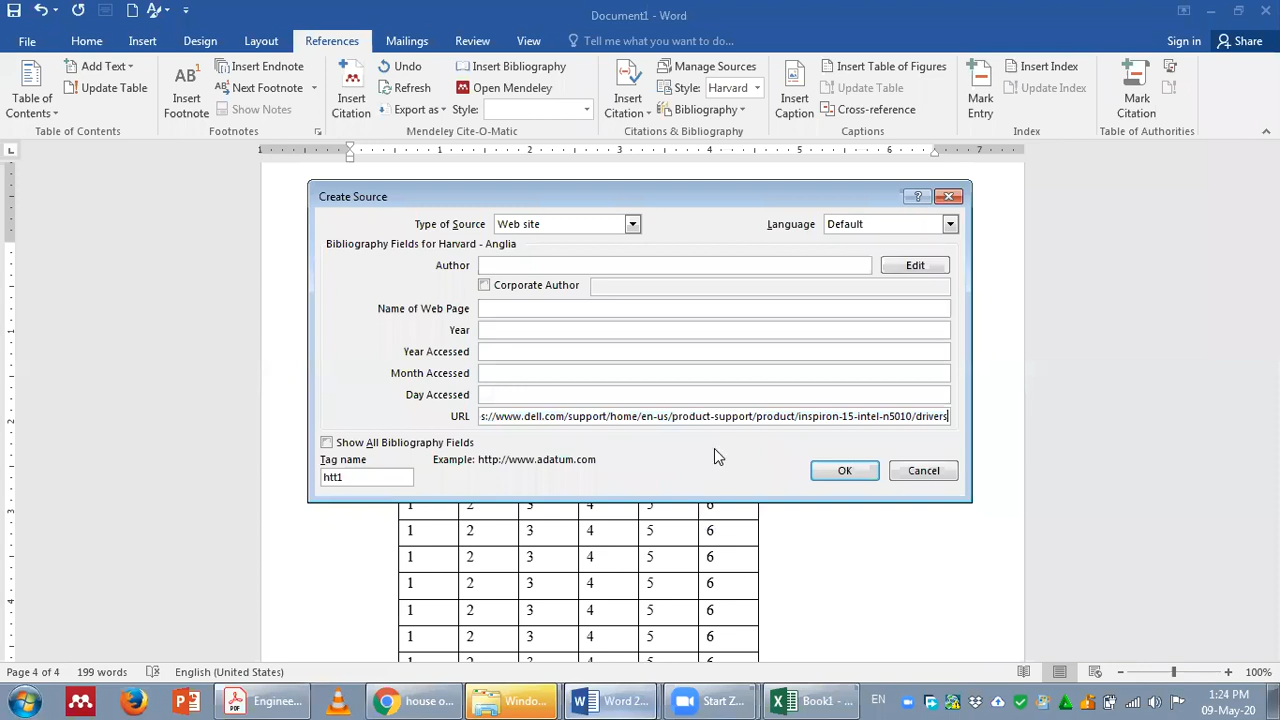 Document1 - Word
File Home Insert Design Layout References Mailings Review View Tell me what you want to do... Sign in Share
Add Text Insert Endnote Undo Insert Bibliography Manage Sources Insert Table of Figures Insert Index
Table of Contents Update Table Insert Footnote Next Footnote Insert Citation Refresh Open Mendeley Insert Citation Style: Harvard Insert Caption Update Table Mark Entry Update Index Mark Citation
Show Notes Export as Style: Bibliography Cross-reference
Table of Contents Footnotes Mendeley Cite-O-Matic Citations & Bibliography Captions Index Table of Authorities
1 1 2 3 4 5 6 7
Create Source
Type of Source Web site Language Default
Bibliography Fields for Harvard - Anglia
Author Edit
Corporate Author
Name of Web Page
Year
Year Accessed
Month Accessed
Day Accessed
URL s://www.dell.com/support/home/en-us/product-support/product/inspiron-15-intel-n5010/drivers
Show All Bibliography Fields
Tag name Example: http://www.adatum.com
htt1 OK Cancel
1 2 3 4 5 6
1 2 3 4 5 6
1 2 3 4 5 6
1 2 3 4 5 6
1 2 3 4 5 6
1 2 3 4 5 6
Page 4 of 4 199 words English (United States) 100%
Enginee... house o... Windo... Word 2... Start Z... Book1 - ... EN 1:24 PM
09-May-20